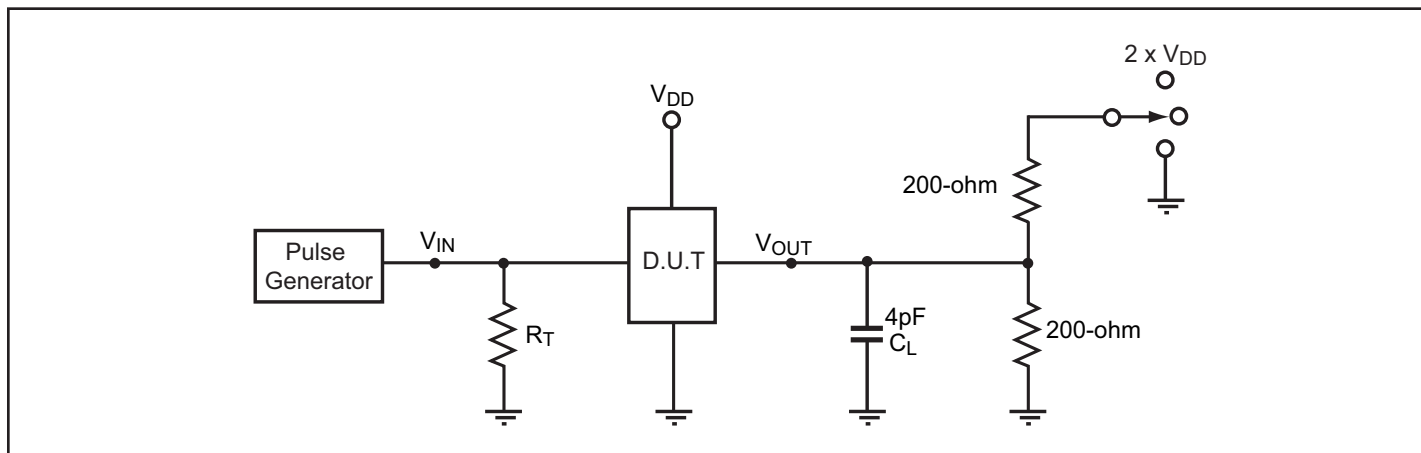 2 x VDD
VDD
200-ohm
Pulse
Generator
VIN
D.U.T
VOUT
RT
4pF
CL
200-ohm